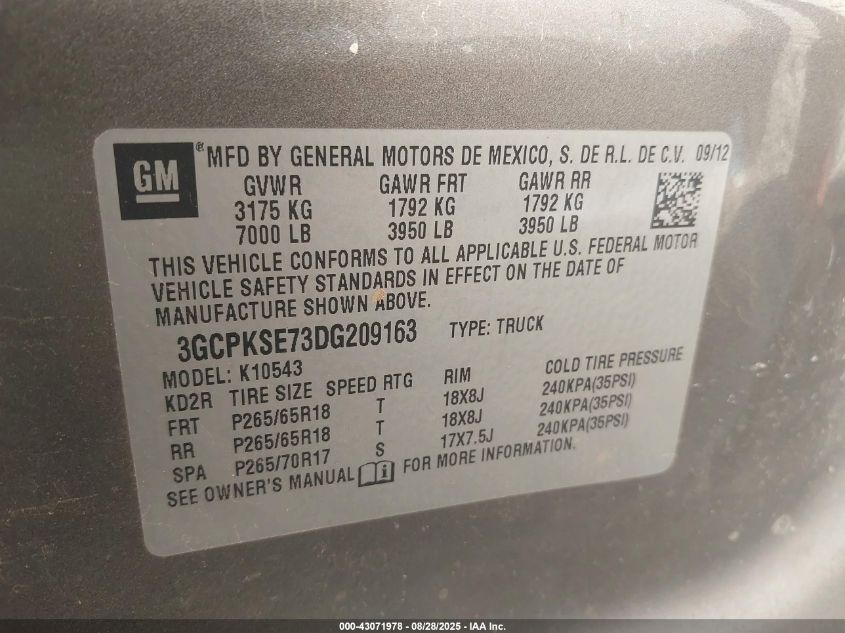 GM
® MFD BY GENERAL MOTORS DE MEXICO, S. DE R.L. DE C.V. 09/12
GVWR GAWR FRT GAWR RR
3175 KG 1792 KG 1792 KG
7000 LB 3950 LB 3950 LB
THIS VEHICLE CONFORMS TO ALL APPLICABLE U.S. FEDERAL MOTOR
VEHICLE SAFETY STANDARDS IN EFFECT ON THE DATE OF
MANUFACTURE SHOWN ABOVE.
3GCPKSE73DG209163 TYPE: TRUCK
MODEL: K10543
KD2R TIRE SIZE SPEED RTG RIM COLD TIRE PRESSURE
FRT P265/65R18 T 18X8J 240KPA(35PSI)
RR P265/65R18 T 18X8J 240KPA(35PSI)
SPA P265/70R17 S 17X7.5J 240KPA(35PSI)
SEE OWNER'S MANUAL i FOR MORE INFORMATION.
000-43071978 - 08/28/2025 - IAA Inc.